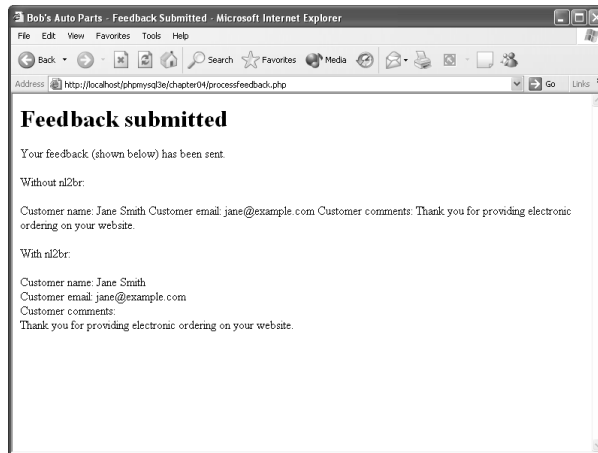 Bob's Auto Parts - Feedback Submitted - Microsoft Internet Explorer
File Edit View Favorites Tools Help
Back Search Favorites Media
Address http://localhost/phpmysql3e/chapter04/processfeedback.php Go Links
Feedback submitted
Your feedback (shown below) has been sent.
Without nl2br:
Customer name: Jane Smith Customer email: jane@example.com Customer comments: Thank you for providing electronic
ordering on your website.
With nl2br:
Customer name: Jane Smith
Customer email: jane@example.com
Customer comments:
Thank you for providing electronic ordering on your website.